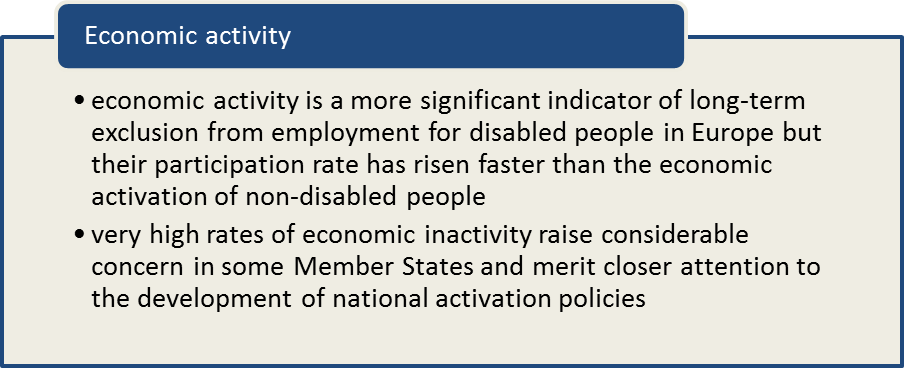 Economic activity
• economic activity is a more significant indicator of long-term
exclusion from employment for disabled people in Europe but
their participation rate has risen faster than the economic
activation of non-disabled people
• very high rates of economic inactivity raise considerable
concern in some Member States and merit closer attention to
the development of national activation policies